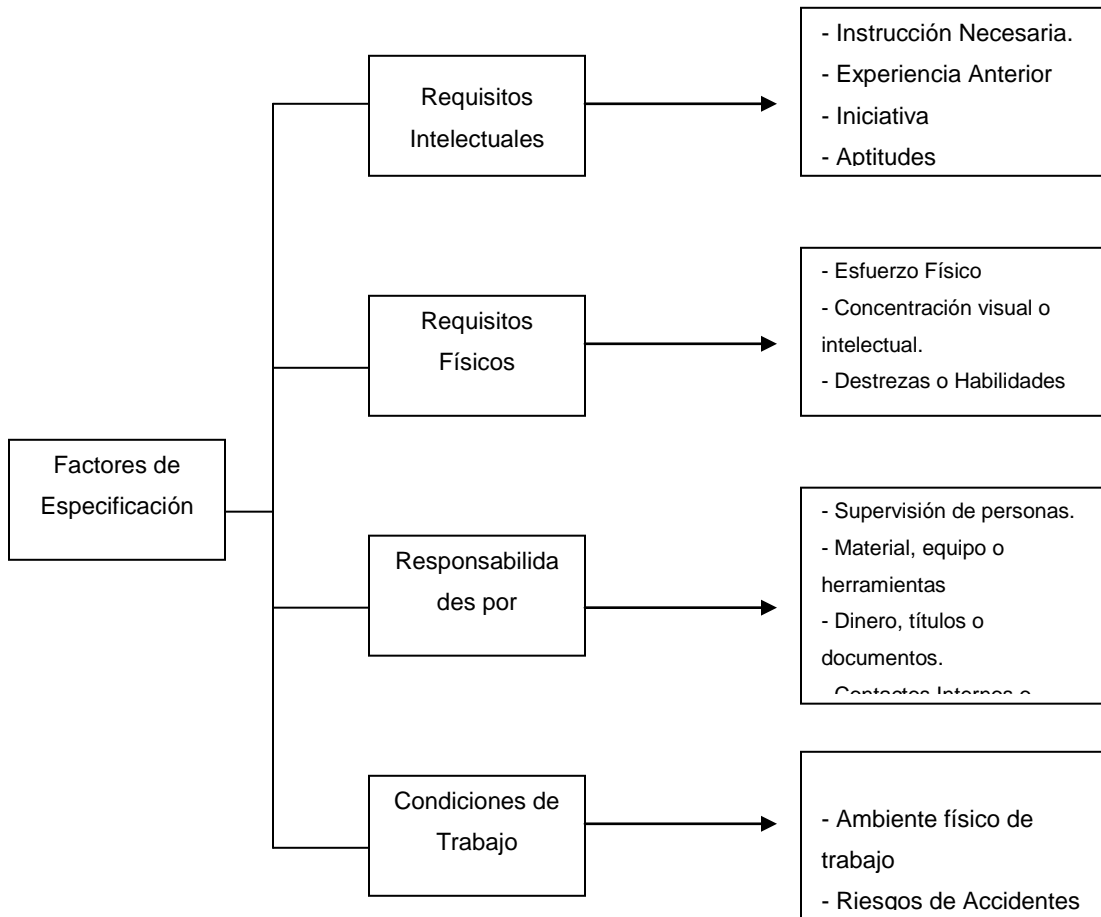 Factores de
Especificación
Requisitos
Intelectuales
- Instrucción Necesaria.
- Experiencia Anterior
- Iniciativa
- Aptitudes
Requisitos
Físicos
- Esfuerzo Físico
- Concentración visual o
intelectual.
- Destrezas o Habilidades
Responsabilida
des por
- Supervisión de personas.
- Material, equipo o
herramientas
- Dinero, títulos o
documentos.
- Contactos Internos o
Condiciones de
Trabajo
- Ambiente físico de
trabajo
- Riesgos de Accidentes